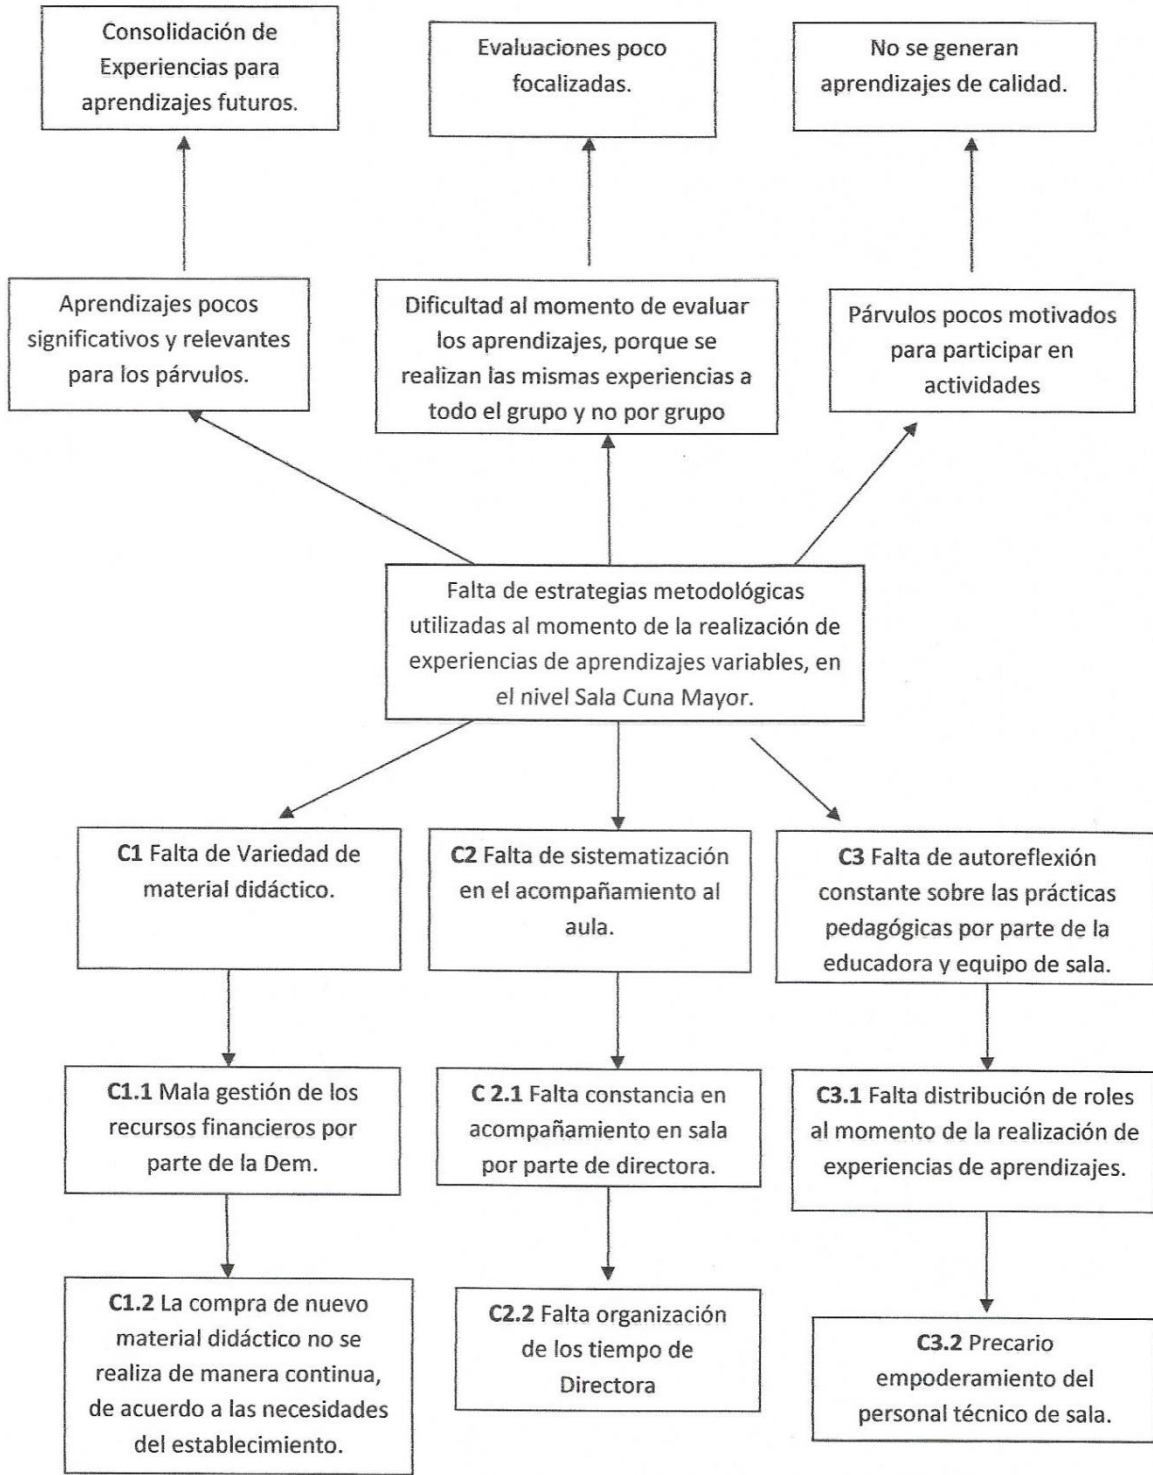 Consolidación de
Experiencias para
aprendizajes futuros.
Evaluaciones poco
focalizadas.
No se generan
aprendizajes de calidad.
Aprendizajes pocos
significativos y relevantes
para los párvulos.
Dificultad al momento de evaluar
los aprendizajes, porque se
realizan las mismas experiencias a
todo el grupo y no por grupo
Párvulos pocos motivados
para participar en
actividades
Falta de estrategias metodológicas
utilizadas al momento de la realización de
experiencias de aprendizajes variables, en
el nivel Sala Cuna Mayor.
C1 Falta de Variedad de
material didáctico.
C2 Falta de sistematización
en el acompañamiento al
aula.
C3 Falta de autoreflexión
constante sobre las prácticas
pedagógicas por parte de la
educadora y equipo de sala.
C1.1 Mala gestión de los
recursos financieros por
parte de la Dem.
C 2.1 Falta constancia en
acompañamiento en sala
por parte de directora.
C3.1 Falta distribución de roles
al momento de la realización de
experiencias de aprendizajes.
C1.2 La compra de nuevo
material didáctico no se
realiza de manera continua,
de acuerdo a las necesidades
del establecimiento.
C2.2 Falta organización
de los tiempo de
Directora
C3.2 Precario
empoderamiento del
personal técnico de sala.